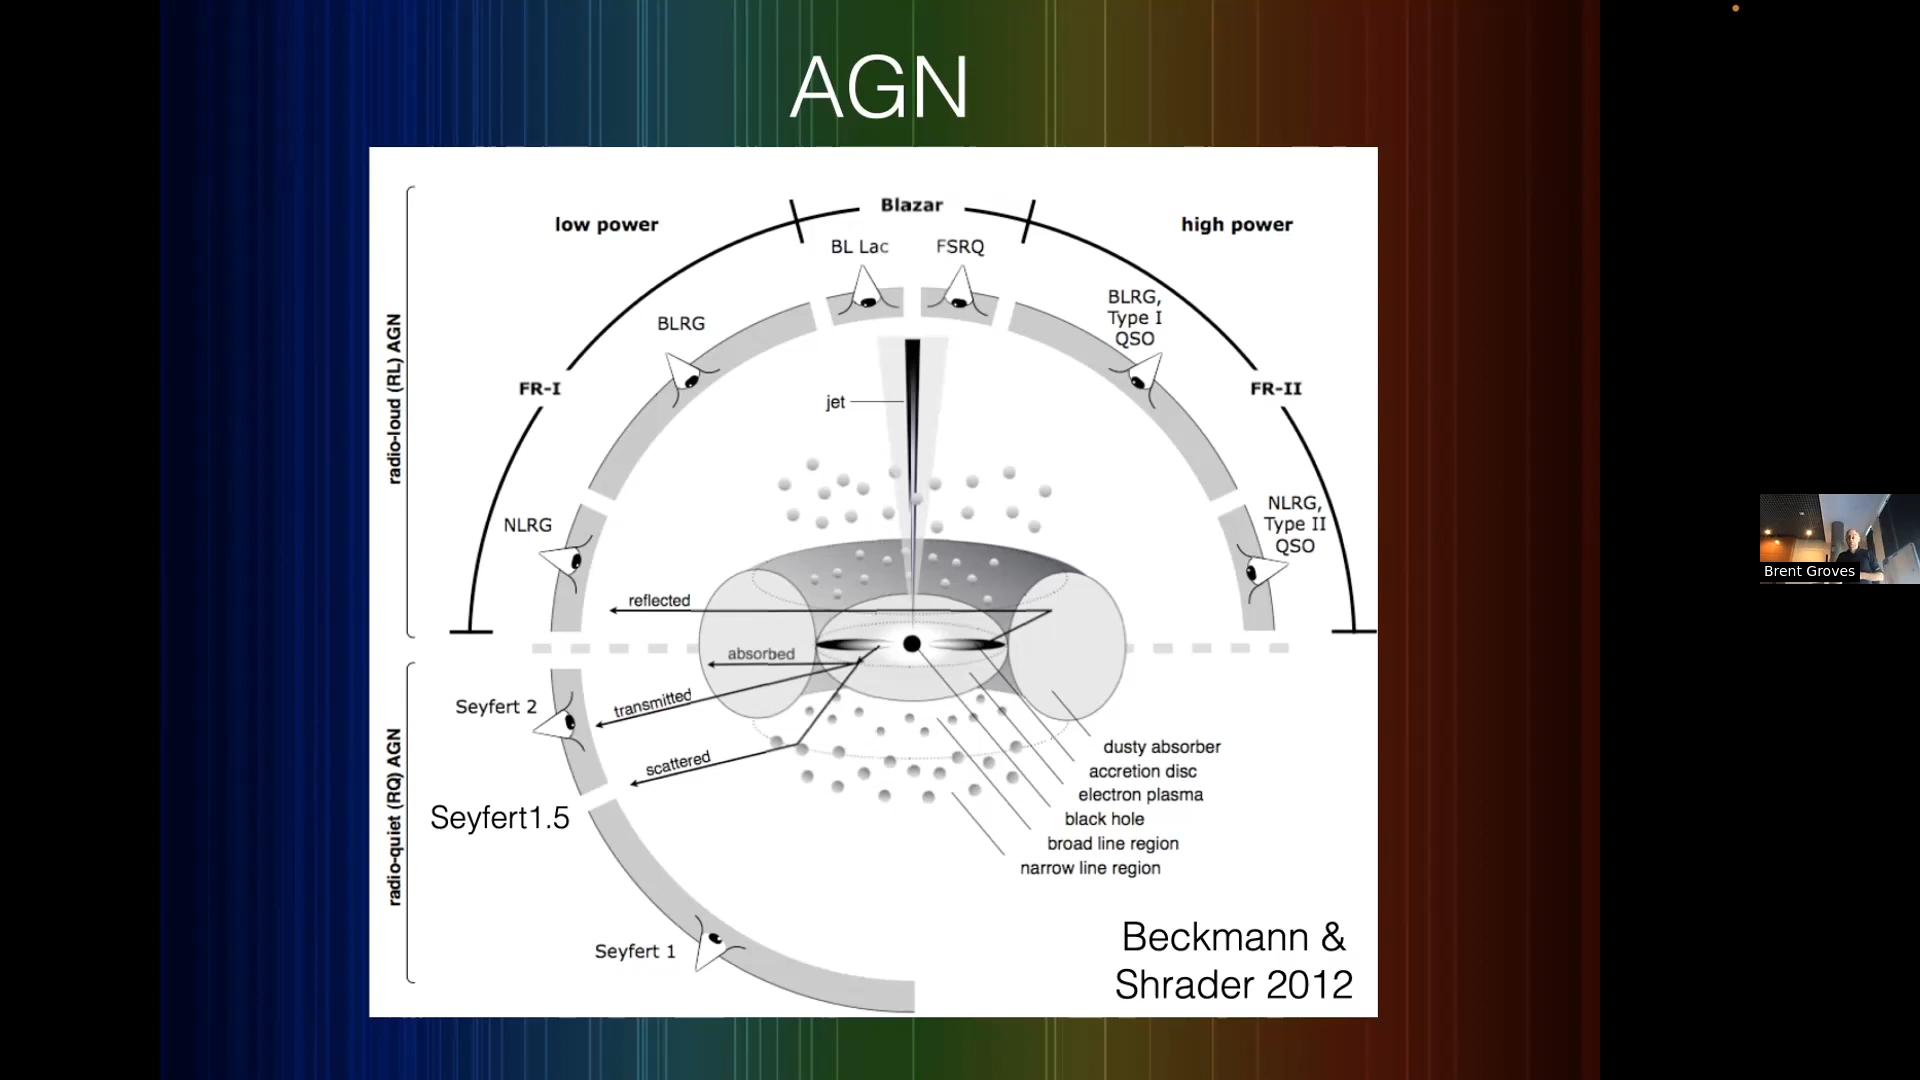 AGN
low power
Blazar
high power
BL Lac
FSRQ
BLRG
BLRG,
Type I
QSO
radio-loud (RL) AGN
FR-I
FR-II
jet
NLRG
NLRG,
Type II
QSO
reflected
absorbed
transmitted
scattered
Seyfert 2
Seyfert1.5
Seyfert 1
radio-quiet (RQ) AGN
dusty absorber
accretion disc
electron plasma
black hole
broad line region
narrow line region
Beckmann &
Shrader 2012
Brent Groves